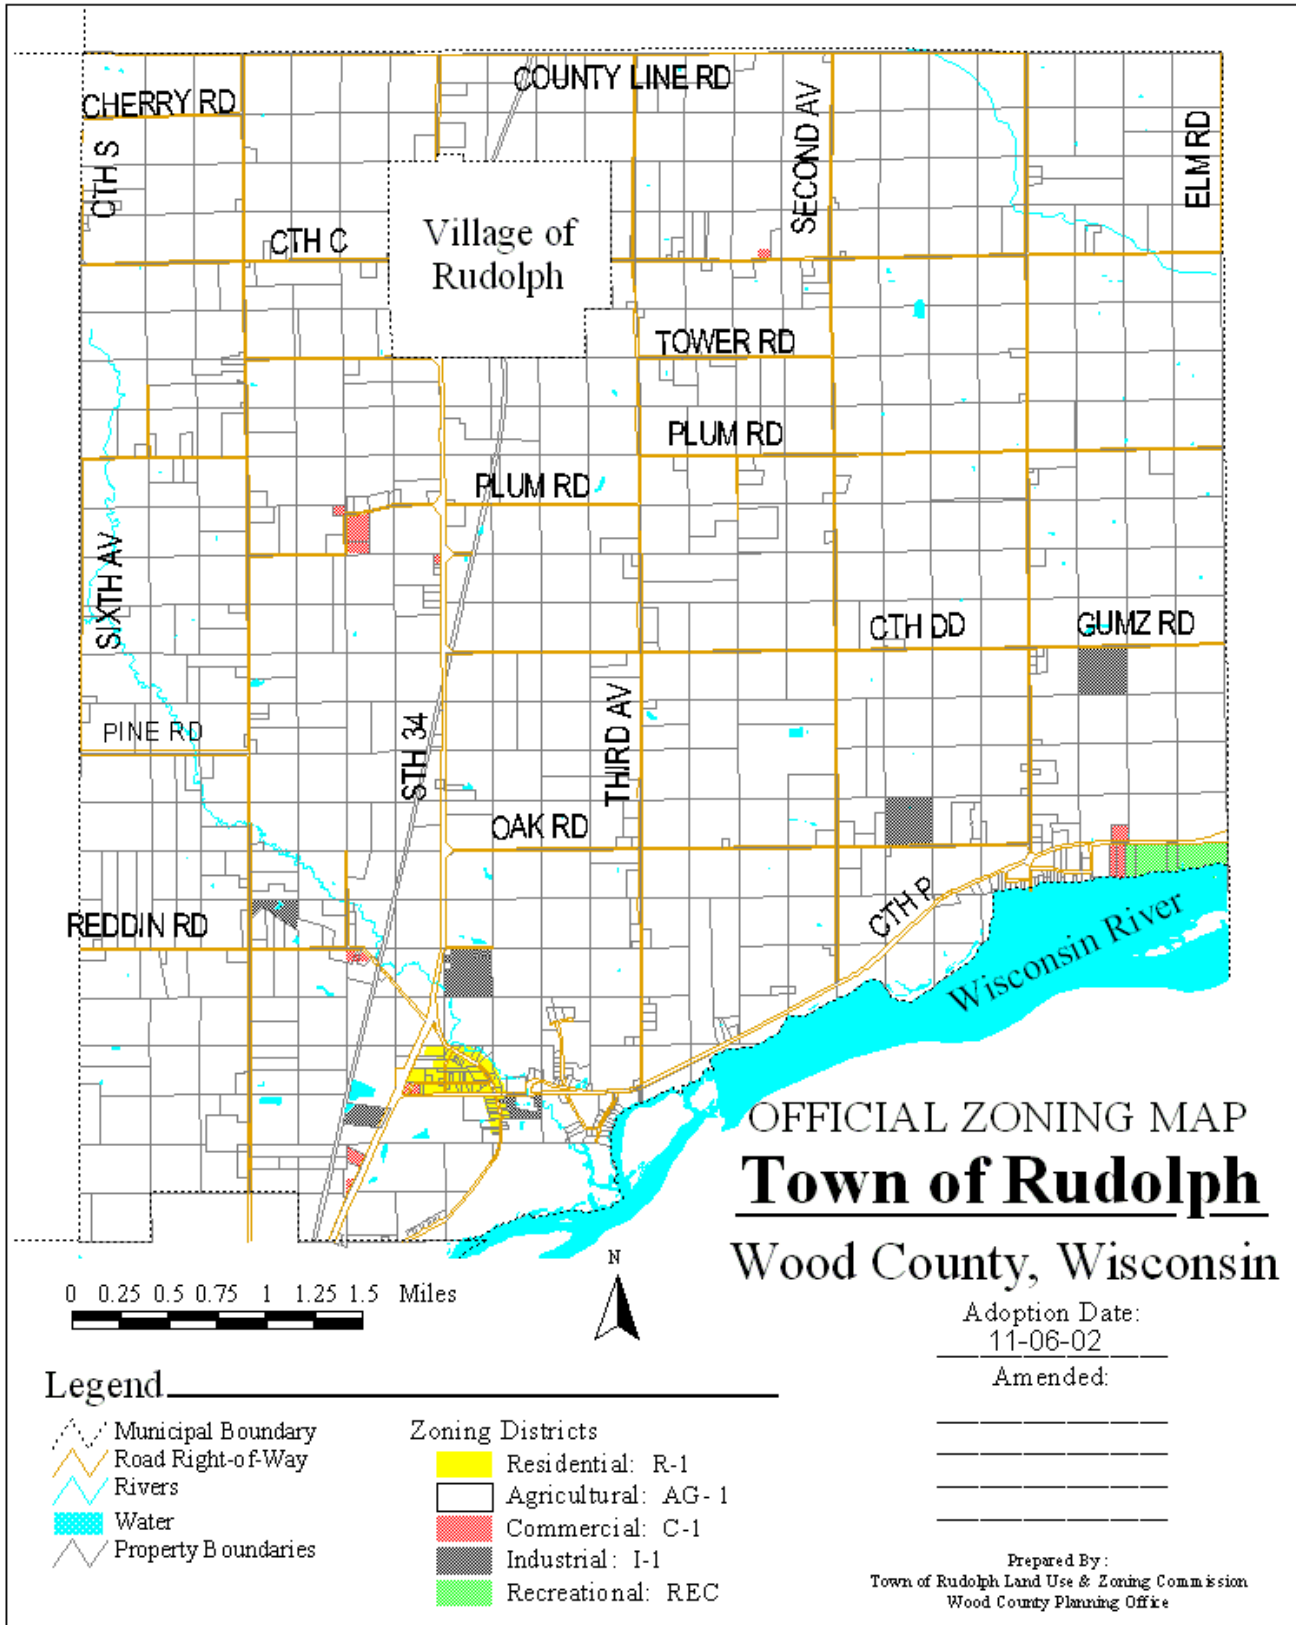 COUNTY LINE RD
CHERRY RD
SECOND AV
ELM RD
CTH S
CTH C
Village of
Rudolph
TOWER RD
PLUM RD
PLUM RD
SIXTH AV
CTH DD
GUMZ RD
PINE RD
STH 34
THIRD AV
OAK RD
CTH P
REDDIN RD
Wisconsin River
OFFICIAL ZONING MAP
Town of Rudolph
Wood County, Wisconsin
N
0 0.25 0.5 0.75 1 1.25 1.5 Miles
Adoption Date:
11-06-02
Amended:
Legend
Municipal Boundary
Road Right-of-Way
Rivers
Water
Property Boundaries
Zoning Districts
Residential: R-1
Agricultural: AG- 1
Commercial: C-1
Industrial: I-1
Recreational: REC
Prepared By:
Town of Rudolph Land Use & Zoning Commission
Wood County Planning Office